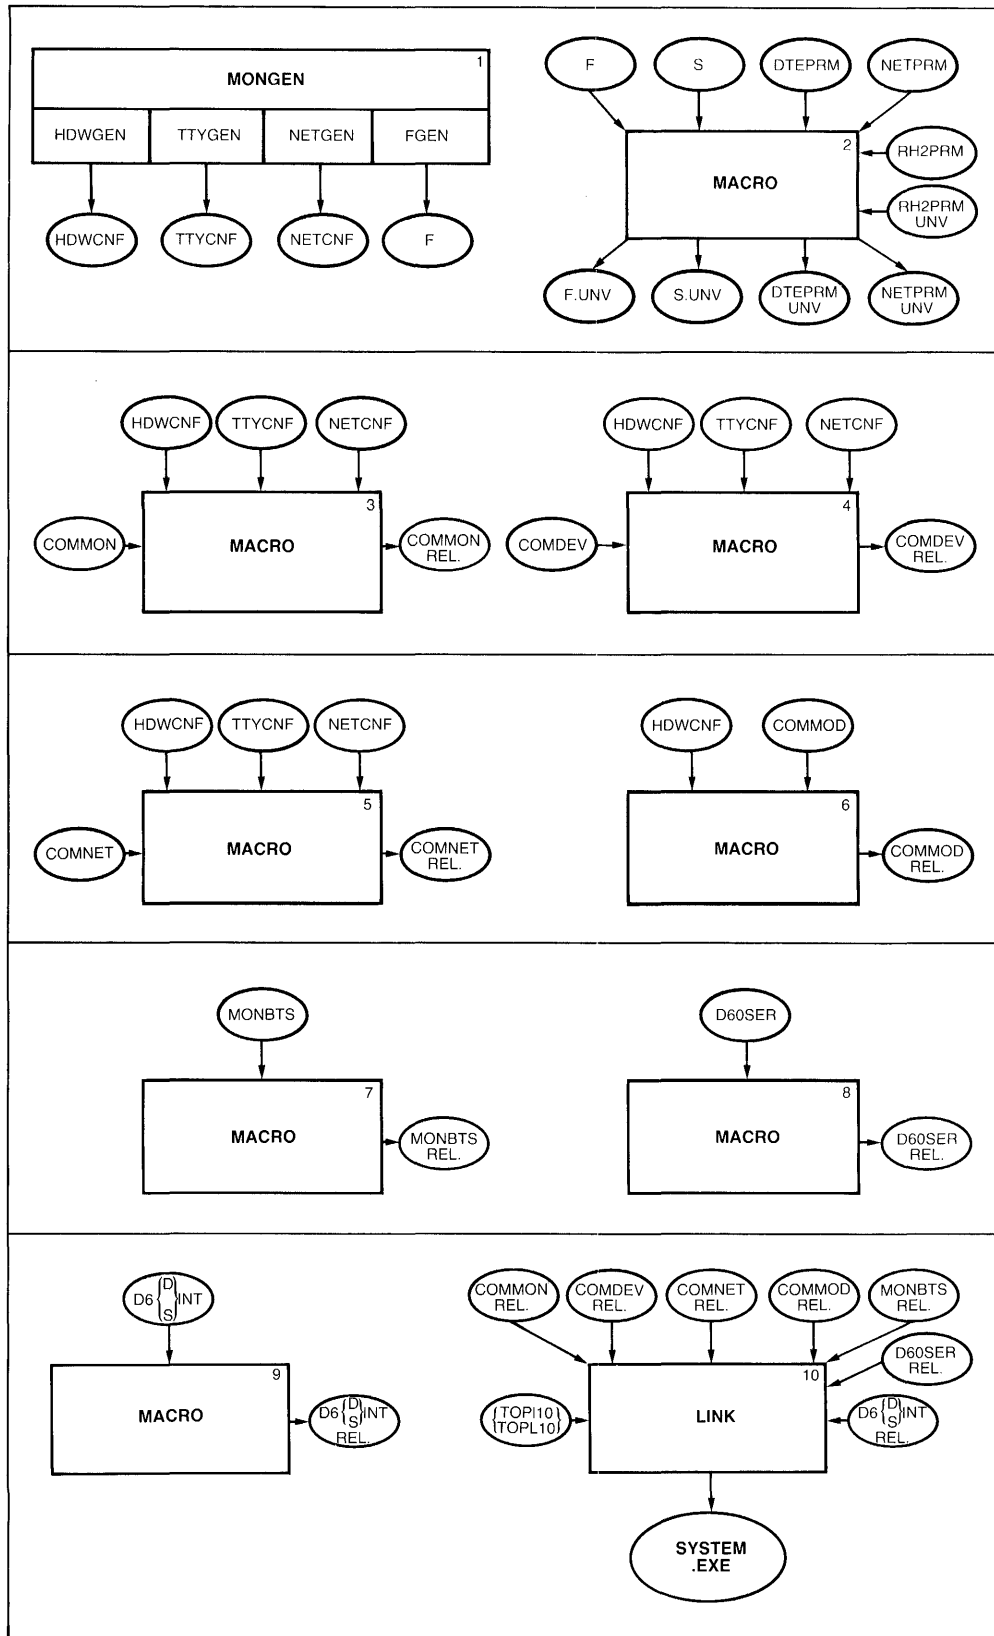 1
MONGEN
HDWGEN
TTYGEN
NETGEN
FGEN
HDWCNF
TTYCNF
NETCNF
F
F
S
DTEPRM
NETPRM
2
MACRO
RH2PRM
RH2PRM
UNV
F.UNV
S.UNV
DTEPRM
UNV
NETPRM
UNV
HDWCNF
TTYCNF
NETCNF
3
COMMON
MACRO
COMMON
REL.
HDWCNF
TTYCNF
NETCNF
4
COMDEV
MACRO
COMDEV
REL.
HDWCNF
TTYCNF
NETCNF
5
COMNET
MACRO
COMNET
REL.
HDWCNF
COMMOD
6
MACRO
COMMOD
REL.
MONBTS
7
MACRO
MONBTS
REL.
D60SER
8
MACRO
D60SER
REL.
D6 {D S} INT
9
MACRO
D6 {D S} INT
REL.
COMMON
REL.
COMDEV
REL.
COMNET
REL.
COMMOD
REL.
MONBTS
REL.
D60SER
REL.
10
{TOPI10}
{TOPL10}
LINK
D6 {D S} INT
REL.
SYSTEM
.EXE